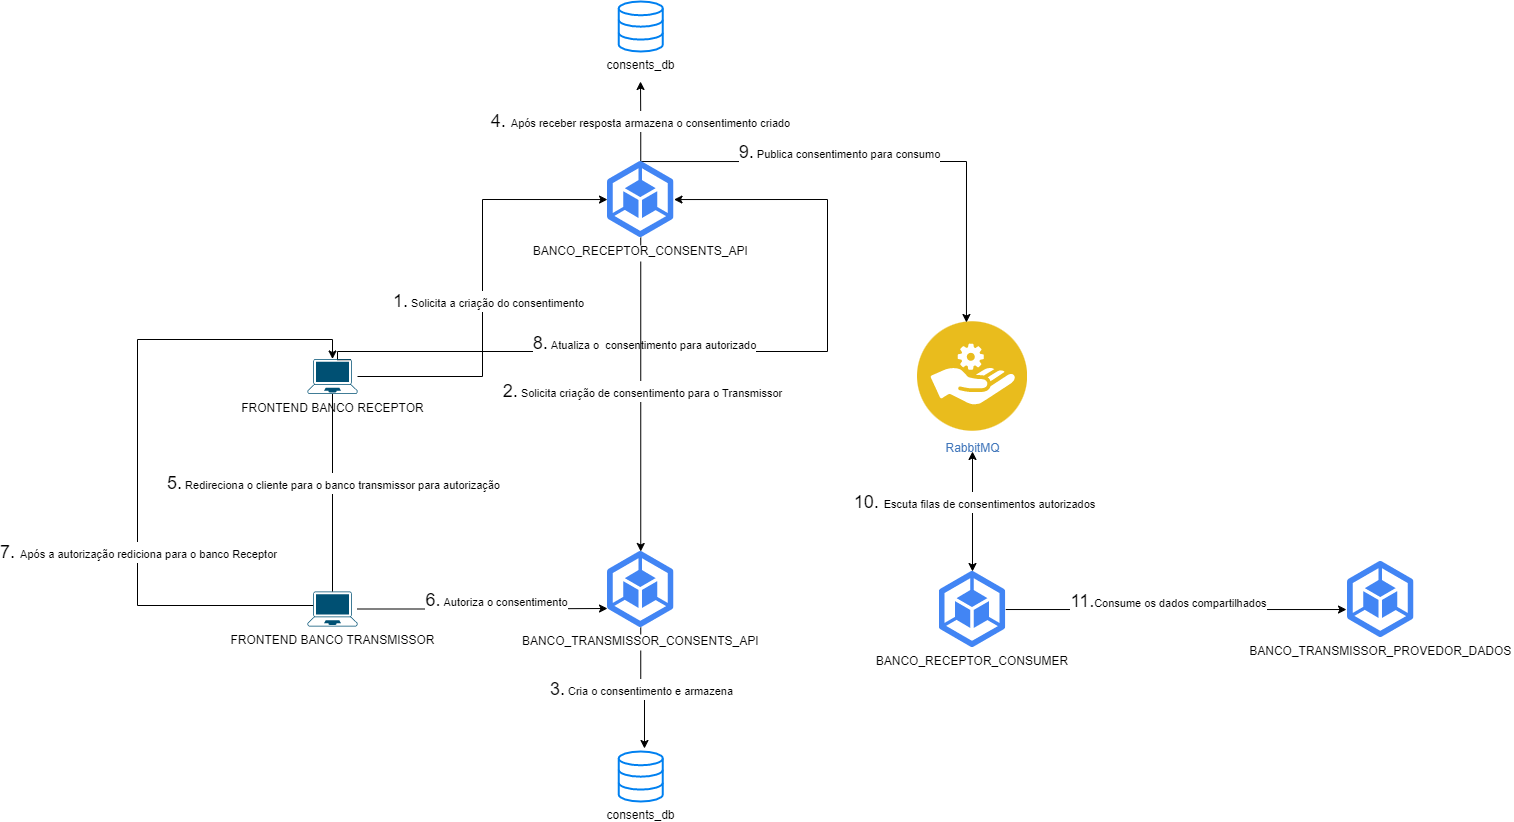 consents_db
4. Após receber resposta armazena o consentimento criado
9. Publica consentimento para consumo
BANCO_RECEPTOR_CONSENTS_API
1. Solicita a criação do consentimento
8. Atualiza o  consentimento para autorizado
2. Solicita criação de consentimento para o Transmissor
FRONTEND BANCO RECEPTOR
RabbitMQ
5. Redireciona o cliente para o banco transmissor para autorização
10. Escuta filas de consentimentos autorizados
7. Após a autorização rediciona para o banco Receptor
6. Autoriza o consentimento
11.Consume os dados compartilhados
FRONTEND BANCO TRANSMISSOR
BANCO_TRANSMISSOR_CONSENTS_API
BANCO_RECEPTOR_CONSUMER
BANCO_TRANSMISSOR_PROVEDOR_DADOS
3. Cria o consentimento e armazena
consents_db